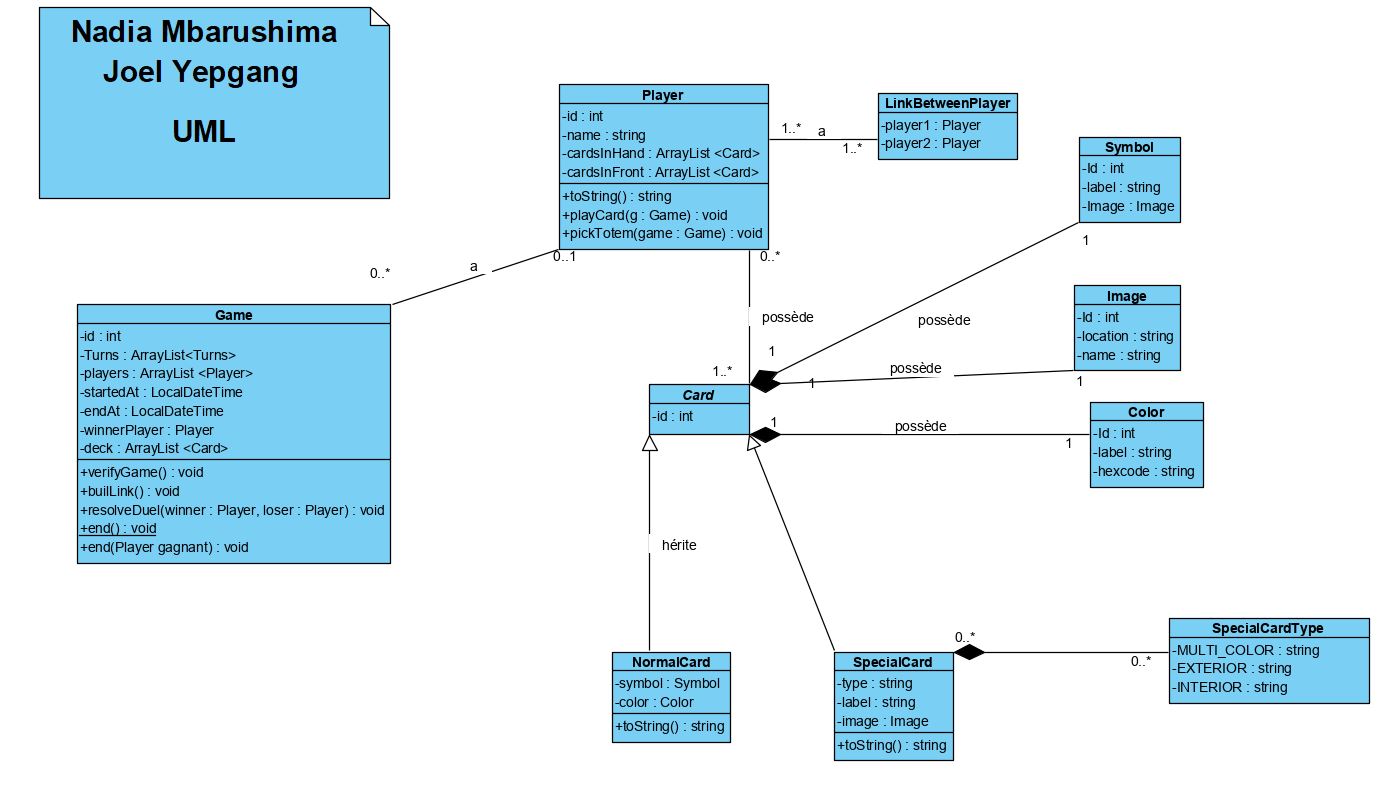 Nadia Mbarushima
Joel Yepgang
UML
Player
-id : int
-name : string
-cardsInHand : ArrayList <Card>
-cardsInFront : ArrayList <Card>
+toString() : string
+playCard(g : Game) : void
+pickTotem(game : Game) : void
1..*
a
1..*
LinkBetweenPlayer
-player1 : Player
-player2 : Player
Symbol
-Id : int
-label : string
-Image : Image
1
0..*
a
0..1
0..*
Game
-id : int
-Turns : ArrayList<Turns>
-players : ArrayList <Player>
-startedAt : LocalDateTime
-endAt : LocalDateTime
-winnerPlayer : Player
-deck : ArrayList <Card>
+verifyGame() : void
+builLink() : void
+resolveDuel(winner : Player, loser : Player) : void
+end() : void
+end(Player gagnant) : void
possède
1..*
1
possède
Image
-Id : int
-location : string
-name : string
possède
1
1
Card
-id : int
1
possède
1
Color
-Id : int
-label : string
-hexcode : string
hérite
NormalCard
-symbol : Symbol
-color : Color
+toString() : string
SpecialCard
-type : string
-label : string
-image : Image
+toString() : string
0..*
0..*
SpecialCardType
-MULTI_COLOR : string
-EXTERIOR : string
-INTERIOR : string